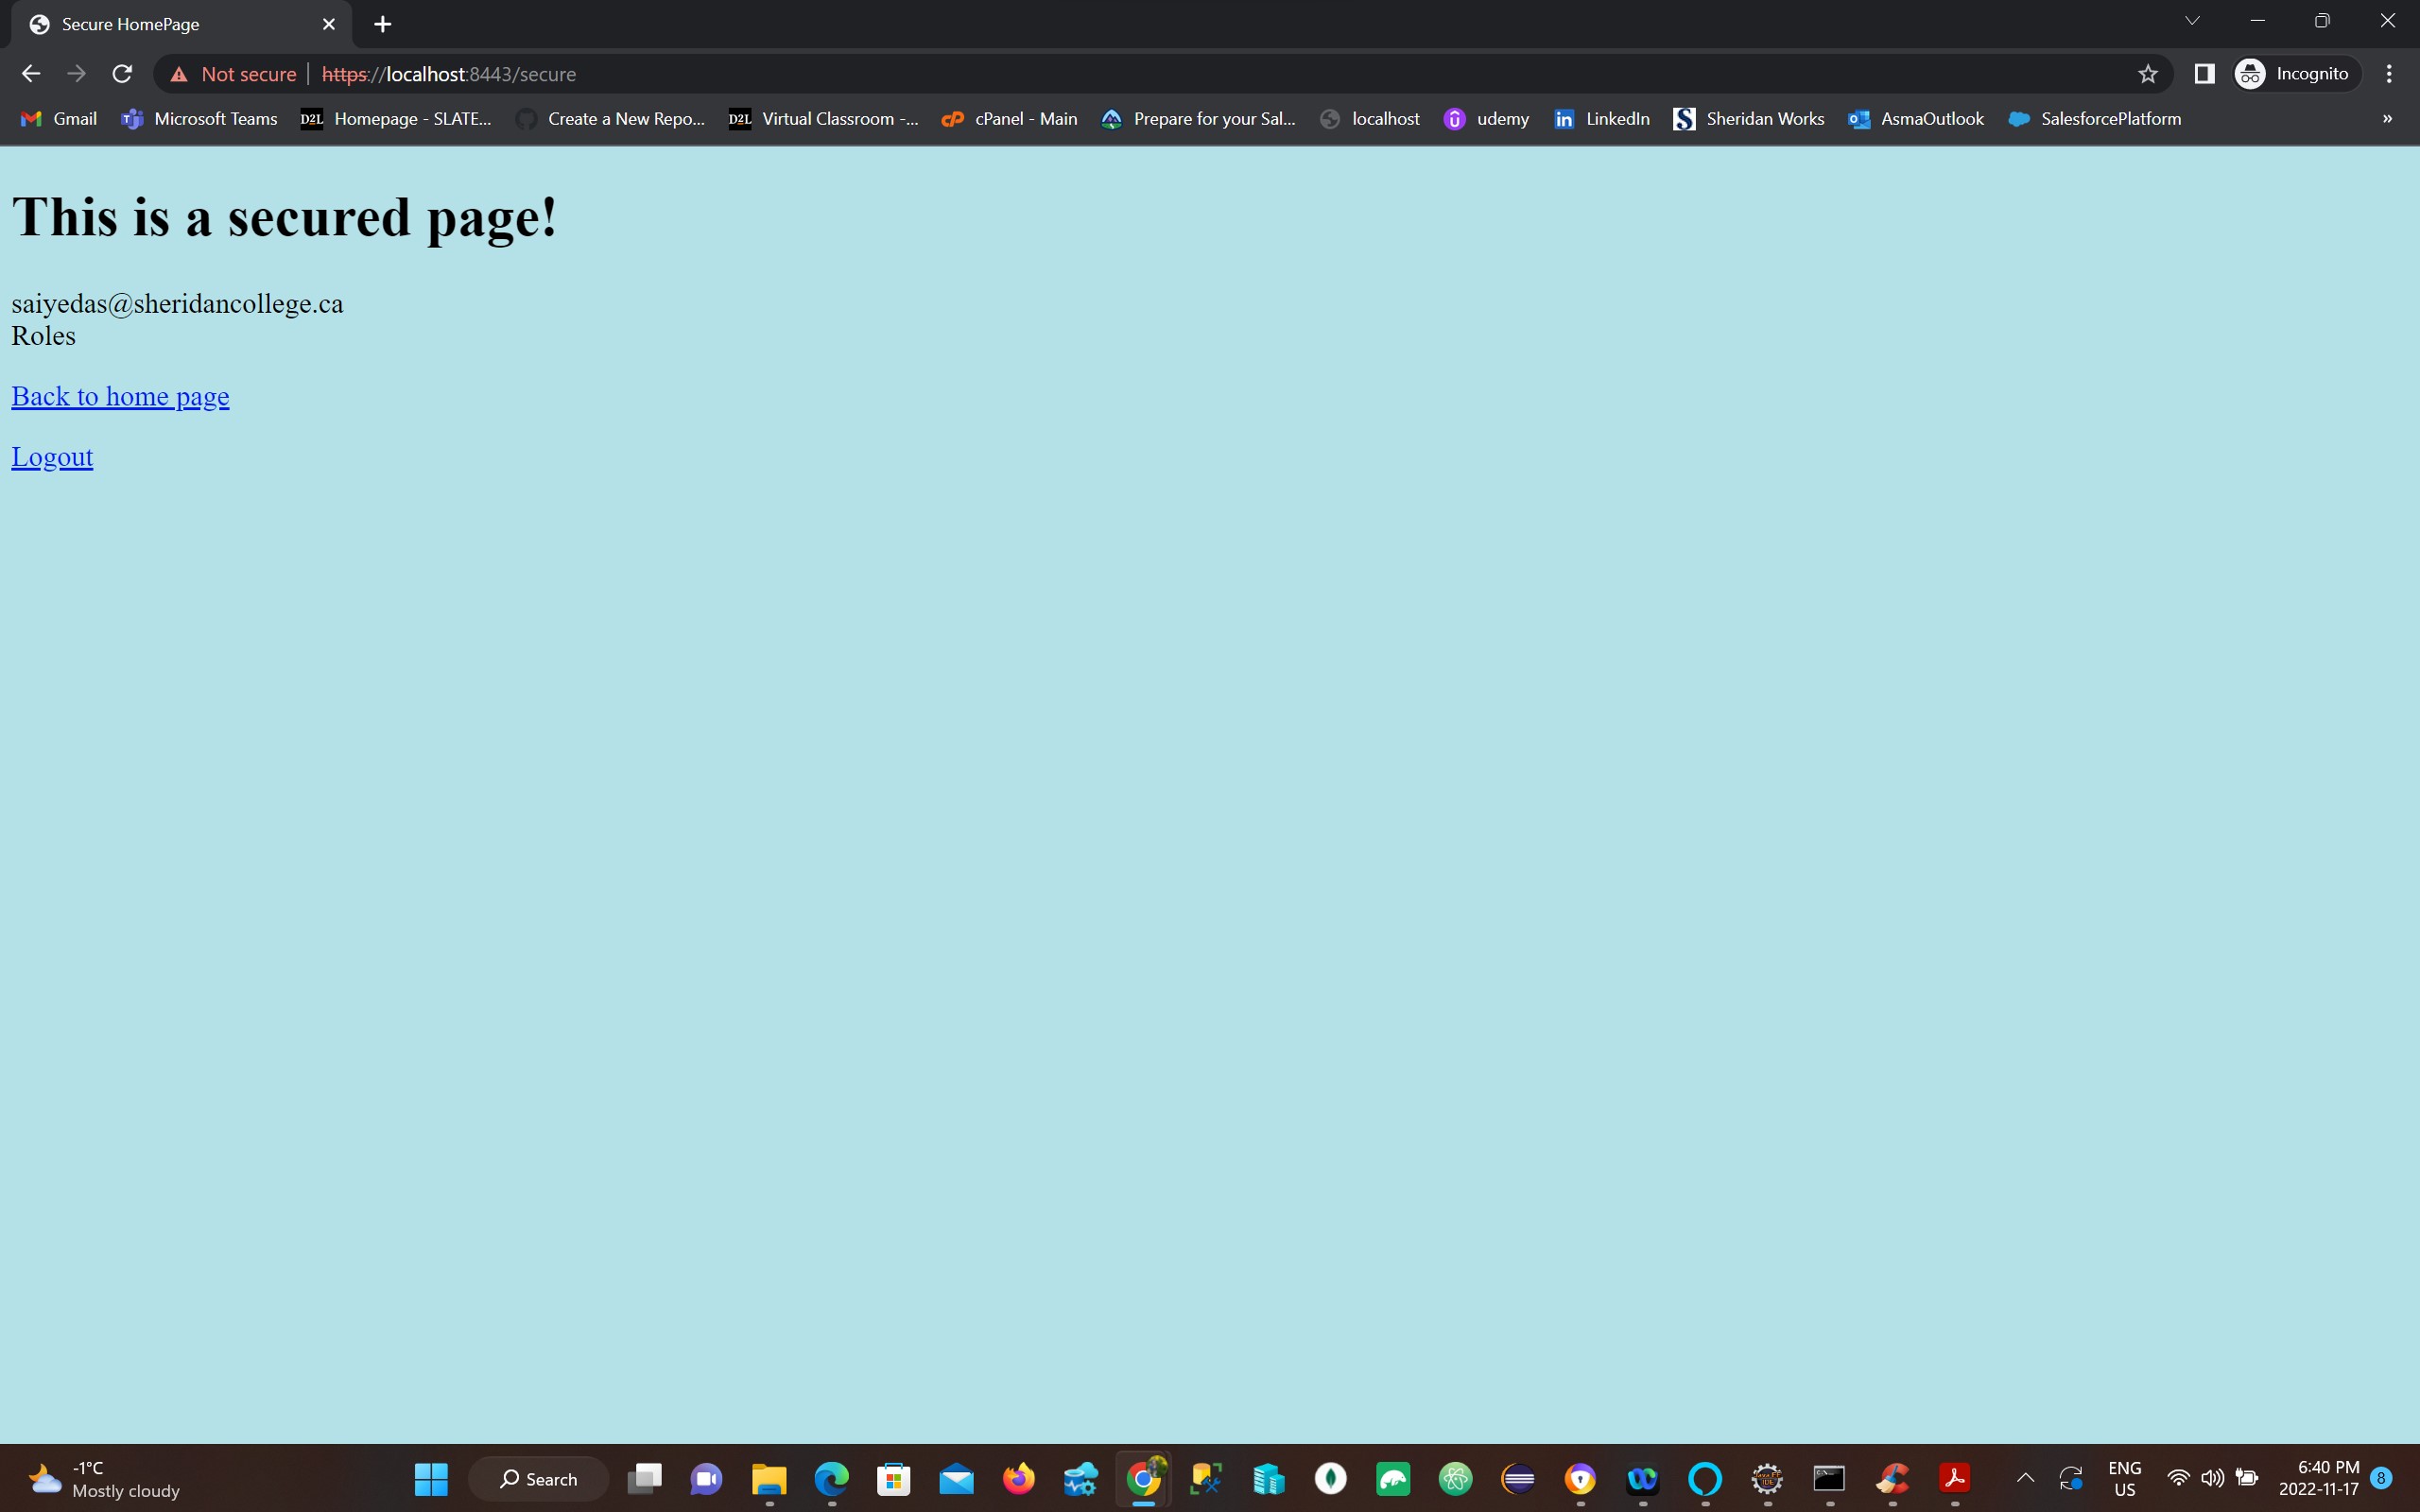 Secure HomePage
Not secure https://localhost:8443/secure Incognito
Gmail Microsoft Teams D2L Homepage - SLATE... Create a New Repo... D2L Virtual Classroom -... cPanel - Main Prepare for your Sal... localhost udemy LinkedIn Sheridan Works AsmaOutlook SalesforcePlatform »
This is a secured page!
saiyedas@sheridancollege.ca
Roles
Back to home page
Logout
-1°C
Mostly cloudy
Search
ENG
US
6:40 PM
2022-11-17
8